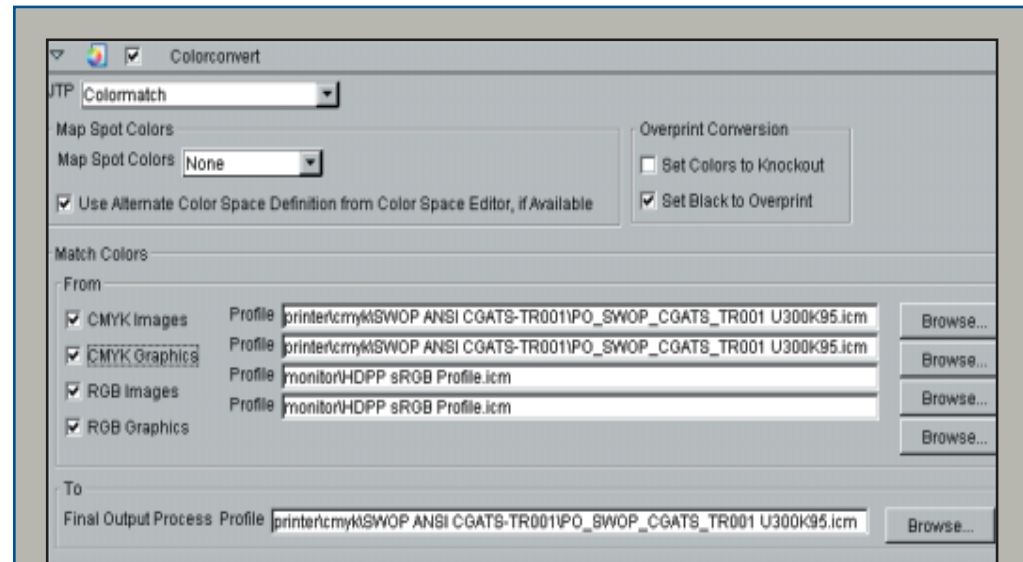 Colorconvert
JTP Colormatch
Map Spot Colors
Map Spot Colors None
Use Alternate Color Space Definition from Color Space Editor, if Available
Overprint Conversion
Set Colors to Knockout
Set Black to Overprint
Match Colors
From
CMYK Images Profile printer\cmyk\SWOP ANSI CGATS-TR001\PO_SWOP_CGATS_TR001 U300K95.icm Browse...
CMYK Graphics Profile printer\cmyk\SWOP ANSI CGATS-TR001\PO_SWOP_CGATS_TR001 U300K95.icm Browse...
RGB Images Profile monitor\HDPP sRGB Profile.icm Browse...
RGB Graphics Profile monitor\HDPP sRGB Profile.icm Browse...
To
Final Output Process Profile printer\cmyk\SWOP ANSI CGATS-TR001\PO_SWOP_CGATS_TR001 U300K95.icm Browse...